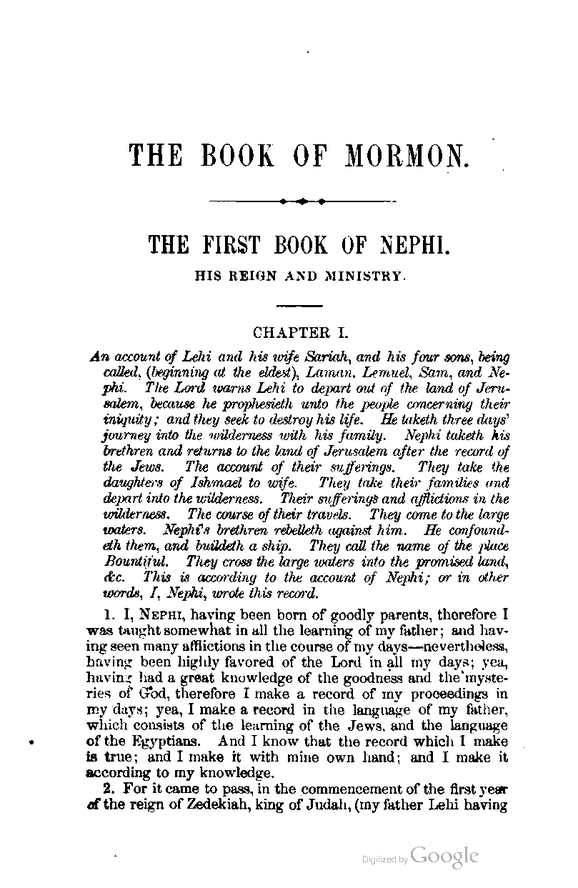 THE BOOK OF MORMON.
THE FIRST BOOK OF NEPHI.
HIS REIGN AND MINISTRY.
CHAPTER I.
An account of Lehi and his wife Sariah, and his four sons, being
called, (beginning at the eldest), Laman, Lemuel, Sam, and Ne-
phi. The Lord warns Lehi to depart out of the land of Jeru-
salem, because he prophesieth unto the people concerning their
iniquity; and they seek to destroy his life. He taketh three days'
journey into the wilderness with his family. Nephi taketh his
brethren and returns to the land of Jerusalem after the record of
the Jews. The account of their sufferings. They take the
daughters of Ishmael to wife. They take their families and
depart into the wilderness. Their sufferings and afflictions in the
wilderness. The course of their travels. They come to the large
waters. Nephi's brethren rebelleth against him. He confound-
eth them, and buildeth a ship. They call the name of the place
Bountiful. They cross the large waters into the promised land,
&c. This is according to the account of Nephi; or in other
words, I, Nephi, wrote this record.
1. I, NEPHI, having been born of goodly parents, therefore I
was taught somewhat in all the learning of my father; and hav-
ing seen many afflictions in the course of my days—nevertheless,
having been highly favored of the Lord in all my days; yea,
having had a great knowledge of the goodness and the myste-
ries of God, therefore I make a record of my proceedings in
my days; yea, I make a record in the language of my father,
which consists of the learning of the Jews, and the language
of the Egyptians. And I know that the record which I make
is true; and I make it with mine own hand; and I make it
according to my knowledge.
2. For it came to pass, in the commencement of the first year
of the reign of Zedekiah, king of Judah, (my father Lehi having
Digitized by Google